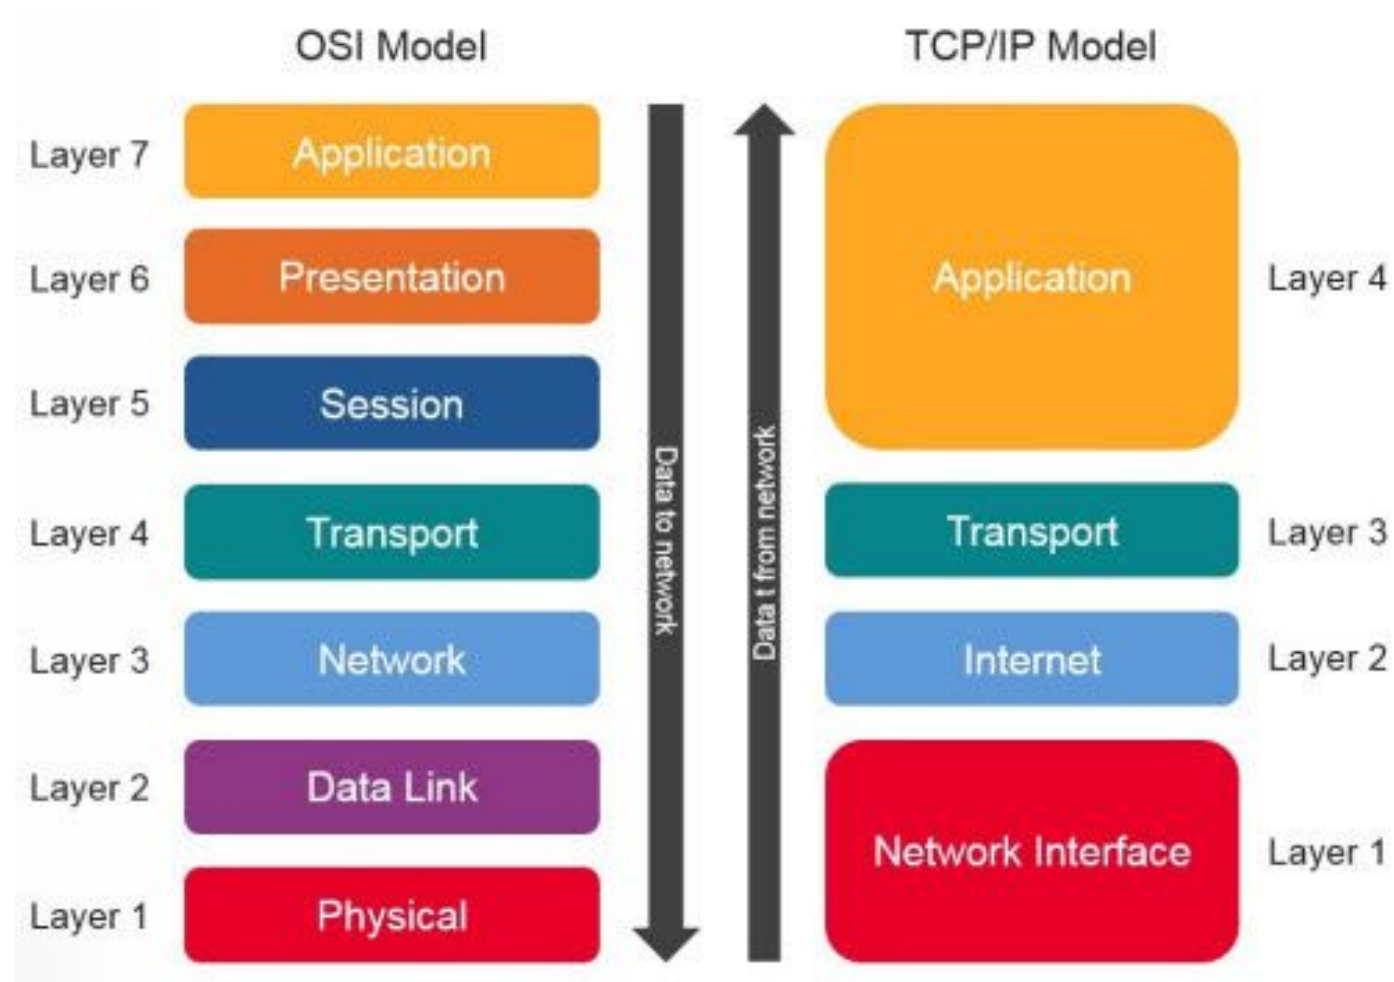 OSI Model
TCP/IP Model
Layer 7
Application
Layer 6
Presentation
Layer 5
Session
Layer 4
Transport
Layer 3
Network
Layer 2
Data Link
Layer 1
Physical
Data to network
Data t from network
Application
Layer 4
Transport
Layer 3
Internet
Layer 2
Network Interface
Layer 1